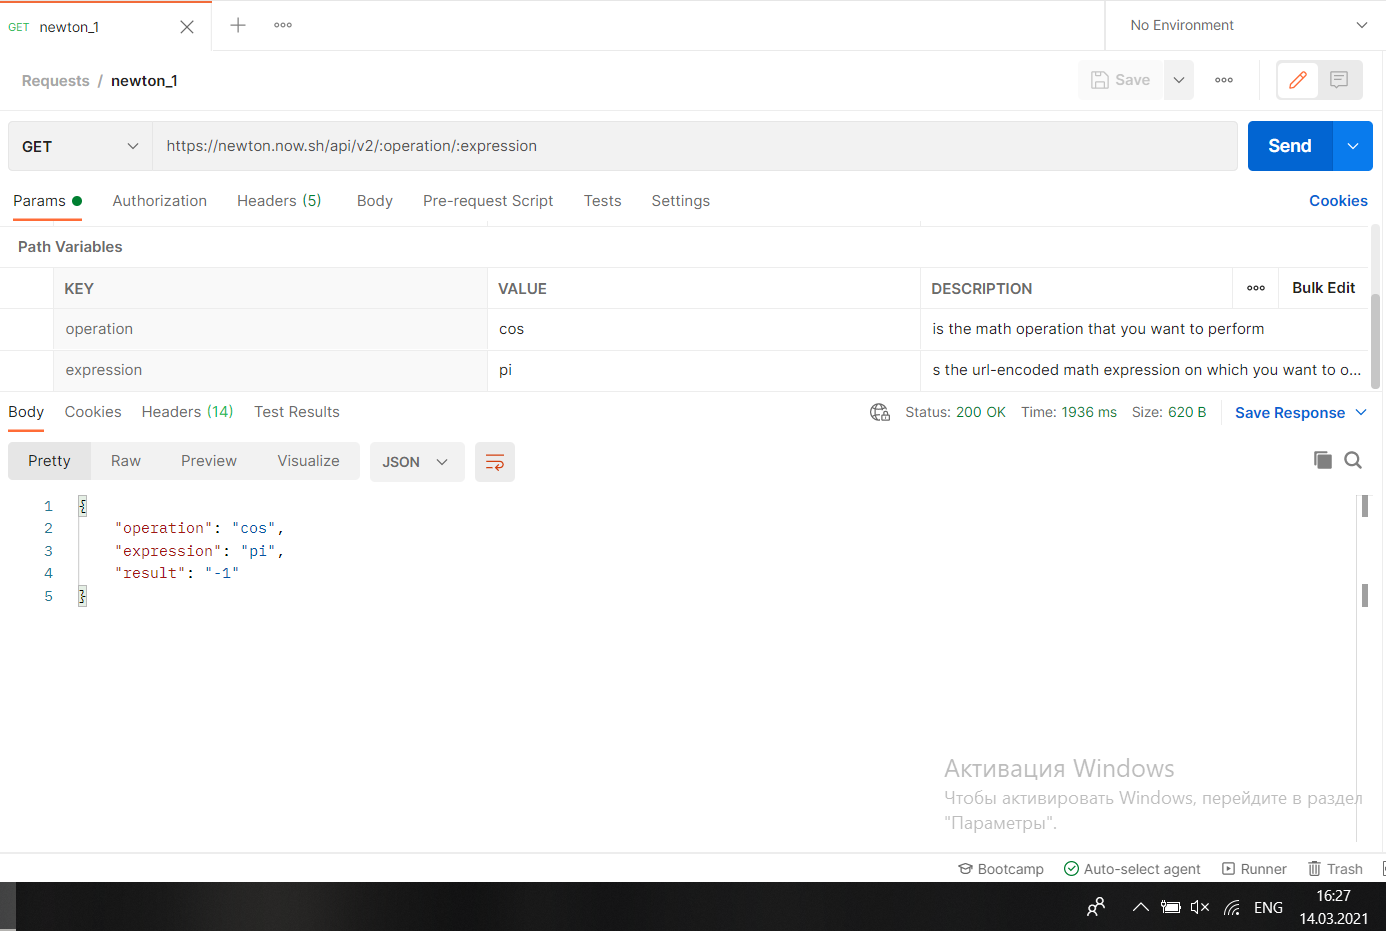 GET newton_1
No Environment
Requests / newton_1
Save
GET https://newton.now.sh/api/v2/:operation/:expression Send
Params Authorization Headers (5) Body Pre-request Script Tests Settings Cookies
Path Variables
KEY VALUE DESCRIPTION Bulk Edit
operation cos is the math operation that you want to perform
expression pi s the url-encoded math expression on which you want to o...
Body Cookies Headers (14) Test Results Status: 200 OK Time: 1936 ms Size: 620 B Save Response
Pretty Raw Preview Visualize JSON
1 {
2 "operation": "cos",
3 "expression": "pi",
4 "result": "-1"
5 }
Активация Windows
Чтобы активировать Windows, перейдите в раздел
"Параметры".
Bootcamp Auto-select agent Runner Trash
ENG 16:27
14.03.2021